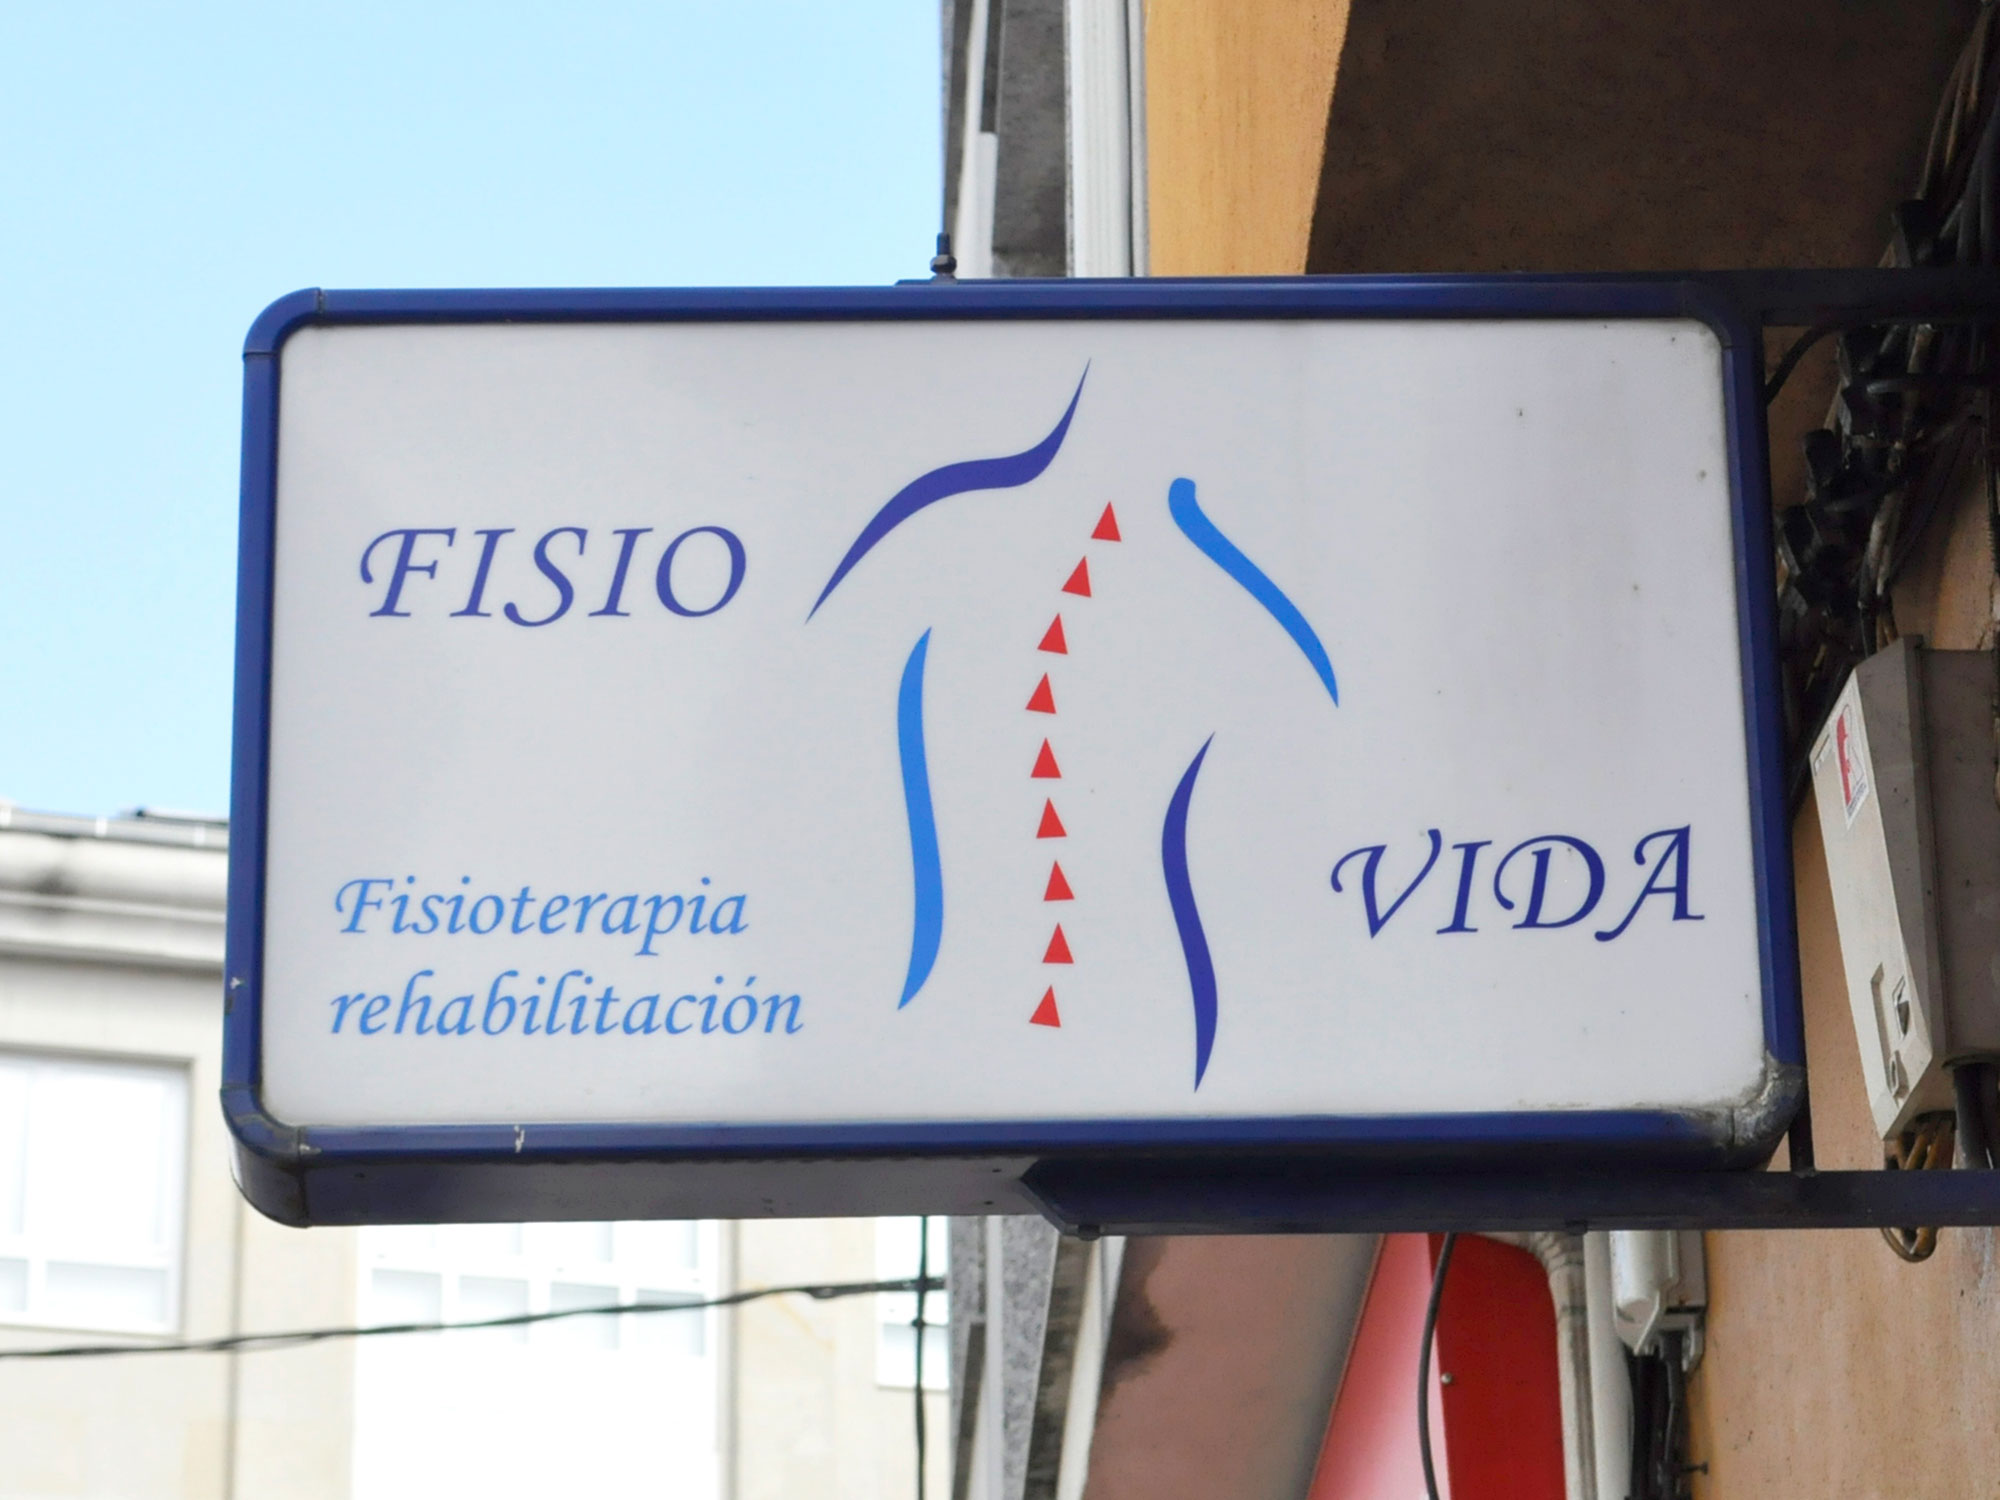 FISIO
VIDA
Fisioterapia
rehabilitación